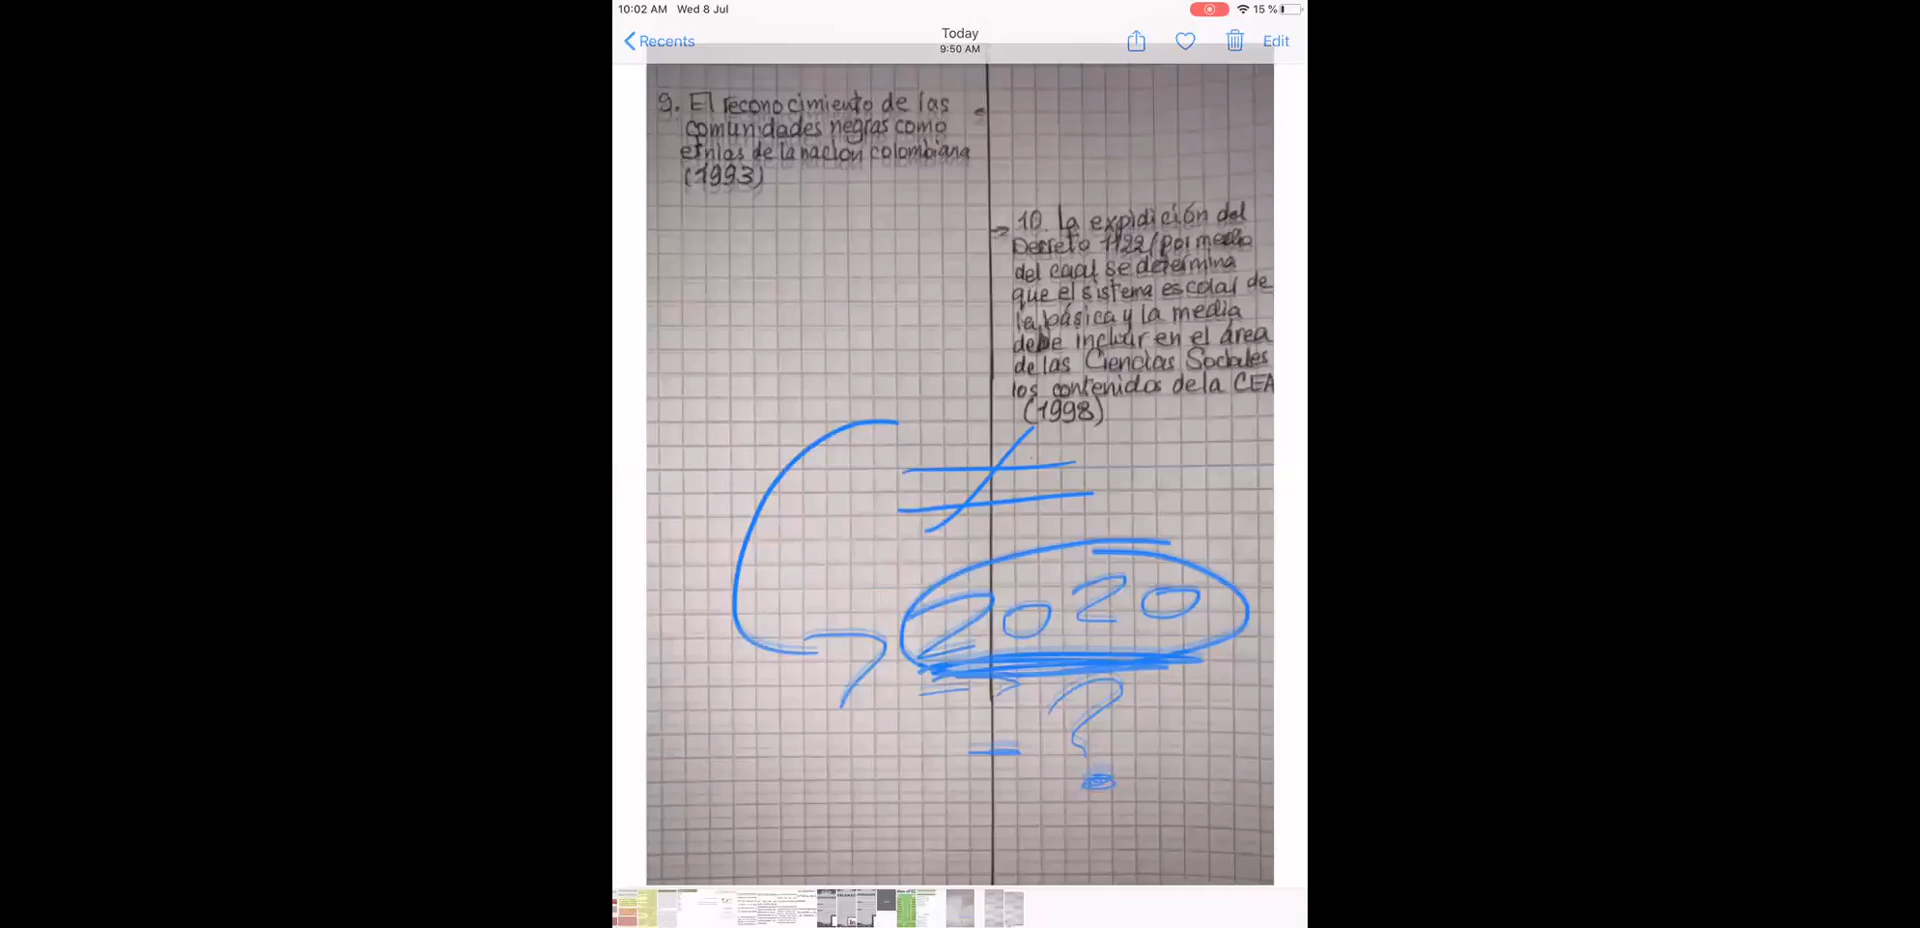 10:02 AM Wed 8 Jul
15 %
Recents
Today
9:50 AM
Edit
9. El reconocimiento de las
comunidades negras como
etnias de la nación colombiana
(1993)
10. La expidición del
Decreto 1122/por medio
del cual se determina
que el sistema escolar de
la básica y la media
debe incluir en el área
de las Ciencias Sociales
los contenidos de la CEA
(1998)
≠
2020
?